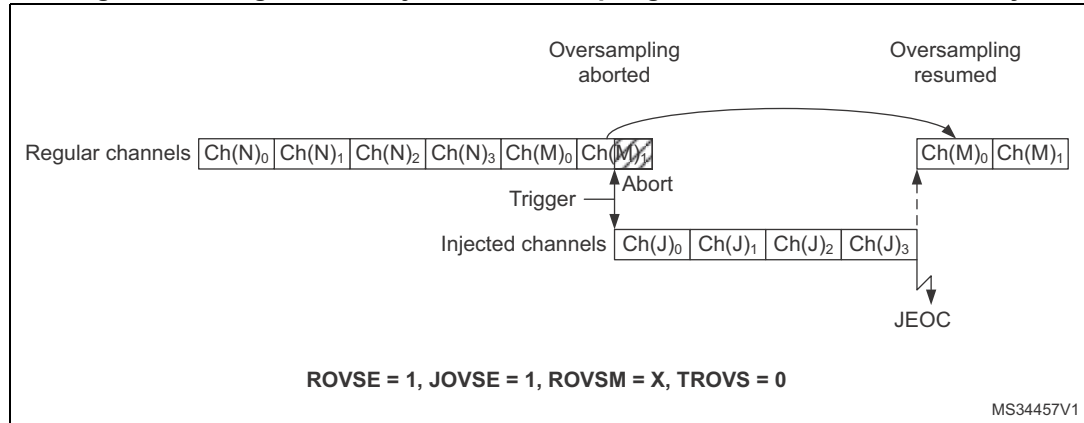 Oversampling
aborted
Oversampling
resumed
Regular channels Ch(N)₀ Ch(N)₁ Ch(N)₂ Ch(N)₃ Ch(M)₀ Ch(M)₁ Ch(M)₀ Ch(M)₁
Abort
Trigger
Injected channels Ch(J)₀ Ch(J)₁ Ch(J)₂ Ch(J)₃
JEOC
ROVSE = 1, JOVSE = 1, ROVSM = X, TROVS = 0
MS34457V1